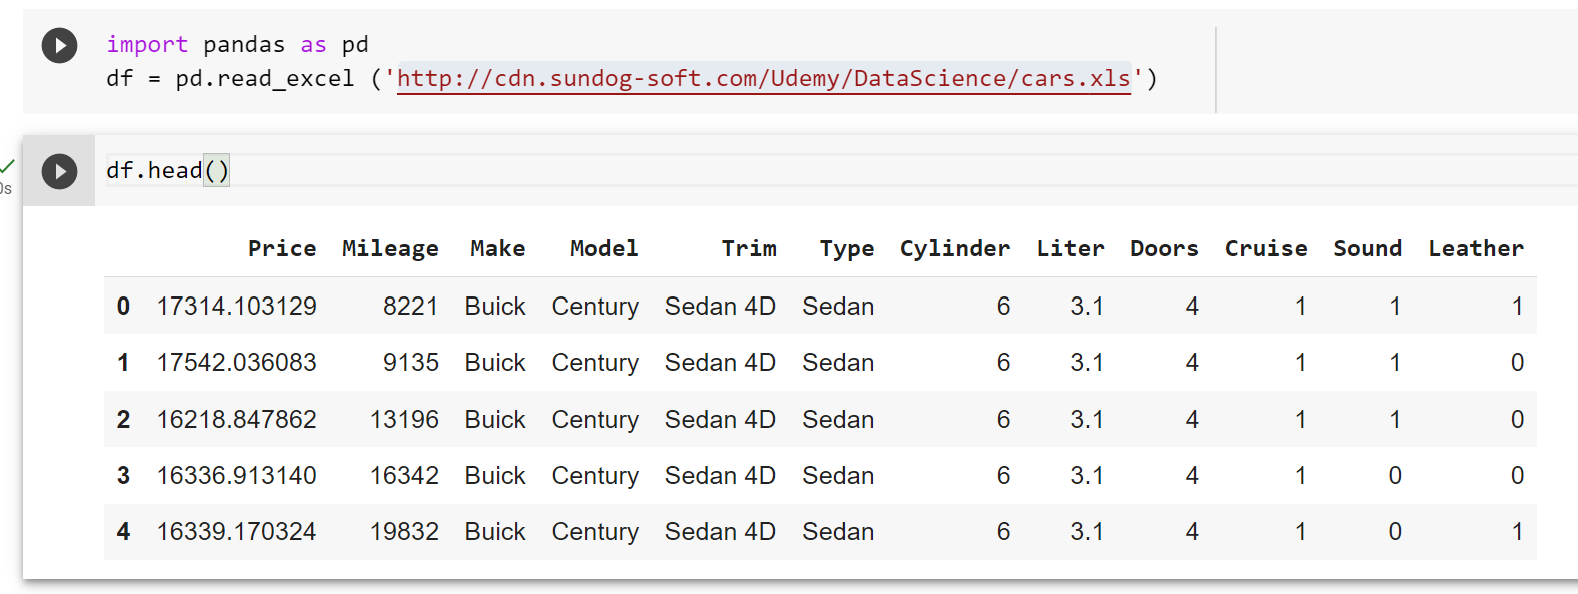 import pandas as pd
df = pd.read_excel ('http://cdn.sundog-soft.com/Udemy/DataScience/cars.xls')
df.head()
0s
Price Mileage Make Model Trim Type Cylinder Liter Doors Cruise Sound Leather
0 17314.103129 8221 Buick Century Sedan 4D Sedan 6 3.1 4 1 1 1
1 17542.036083 9135 Buick Century Sedan 4D Sedan 6 3.1 4 1 1 0
2 16218.847862 13196 Buick Century Sedan 4D Sedan 6 3.1 4 1 1 0
3 16336.913140 16342 Buick Century Sedan 4D Sedan 6 3.1 4 1 0 0
4 16339.170324 19832 Buick Century Sedan 4D Sedan 6 3.1 4 1 0 1